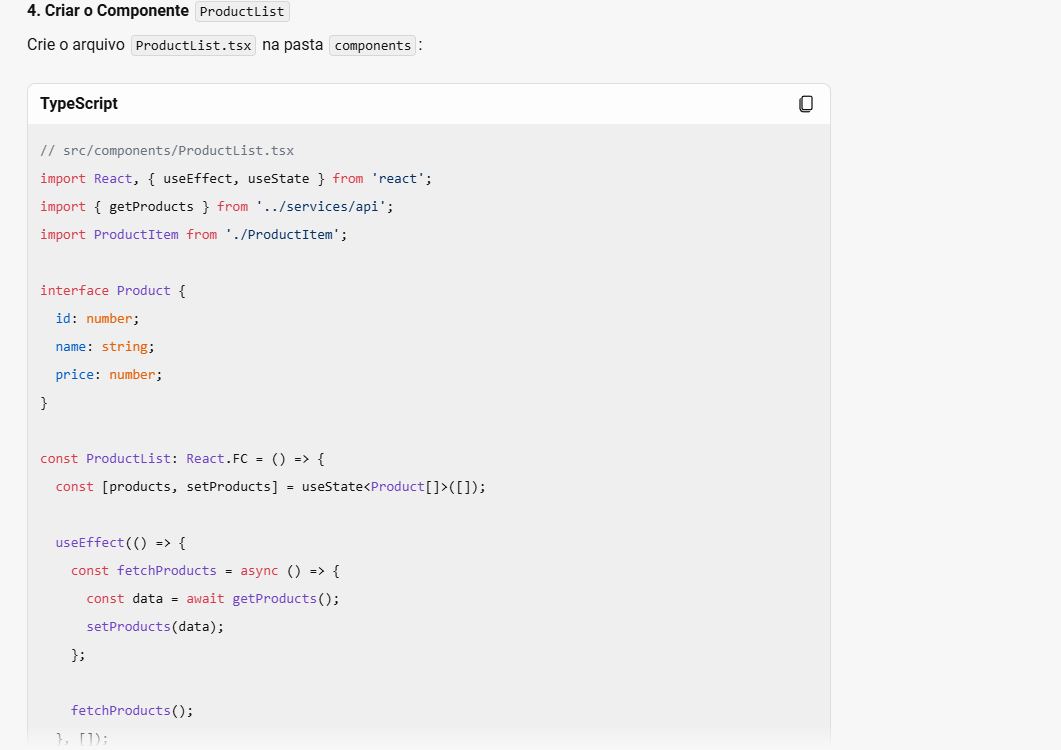 4. Criar o Componente ProductList
Crie o arquivo ProductList.tsx na pasta components:
TypeScript
// src/components/ProductList.tsx
import React, { useEffect, useState } from 'react';
import { getProducts } from '../services/api';
import ProductItem from './ProductItem';
interface Product {
  id: number;
  name: string;
  price: number;
}
const ProductList: React.FC = () => {
  const [products, setProducts] = useState<Product[]>([]);
  useEffect(() => {
    const fetchProducts = async () => {
      const data = await getProducts();
      setProducts(data);
    };
    fetchProducts();
  }, []);